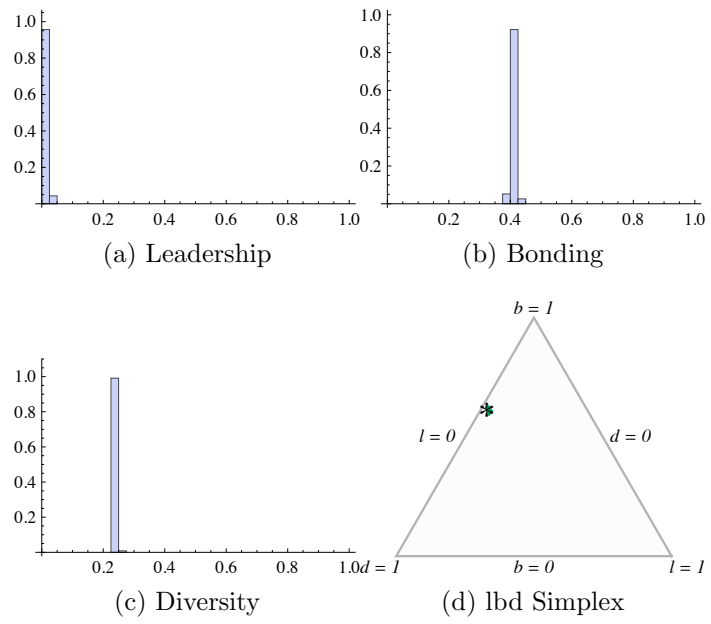 1.0
0.8
0.6
0.4
0.2
0.2 0.4 0.6 0.8 1.0
(a) Leadership
1.0
0.8
0.6
0.4
0.2
0.2 0.4 0.6 0.8 1.0
(b) Bonding
1.0
0.8
0.6
0.4
0.2
0.2 0.4 0.6 0.8 1.0
(c) Diversity
b = 1
l = 0 d = 0
*
d = 1 b = 0 l = 1
(d) lbd Simplex